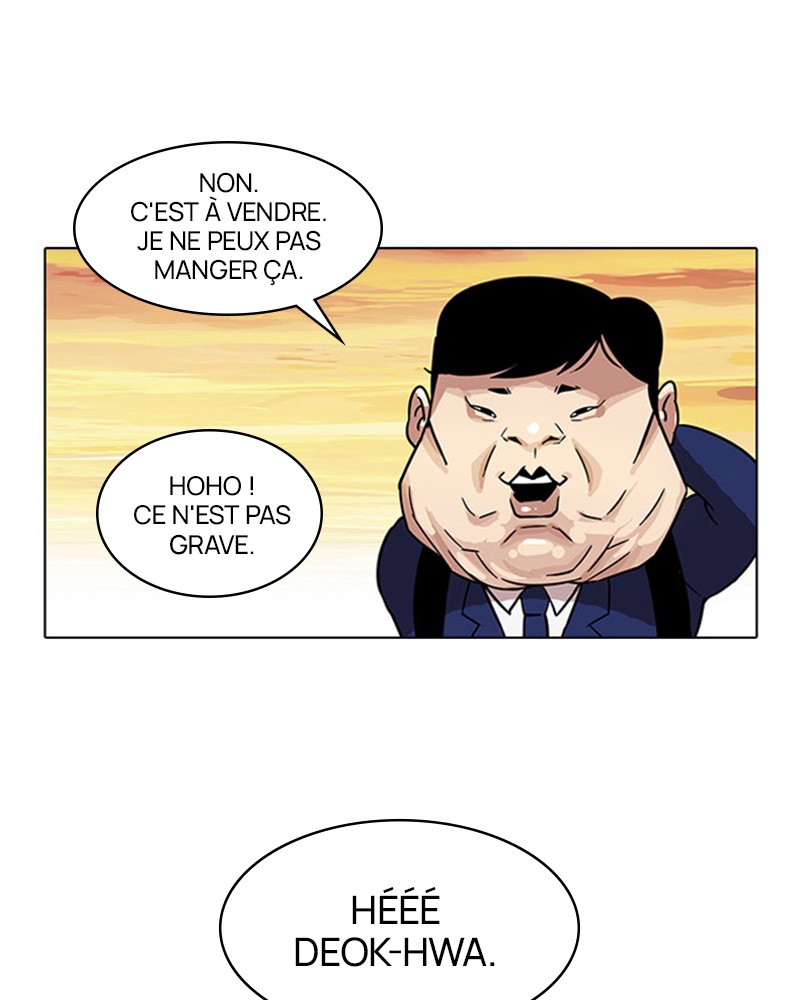 NON.
C'EST À VENDRE.
JE NE PEUX PAS
MANGER ÇA.
HOHO !
CE N'EST PAS
GRAVE.
HÉÉÉ
DEOK-HWA.